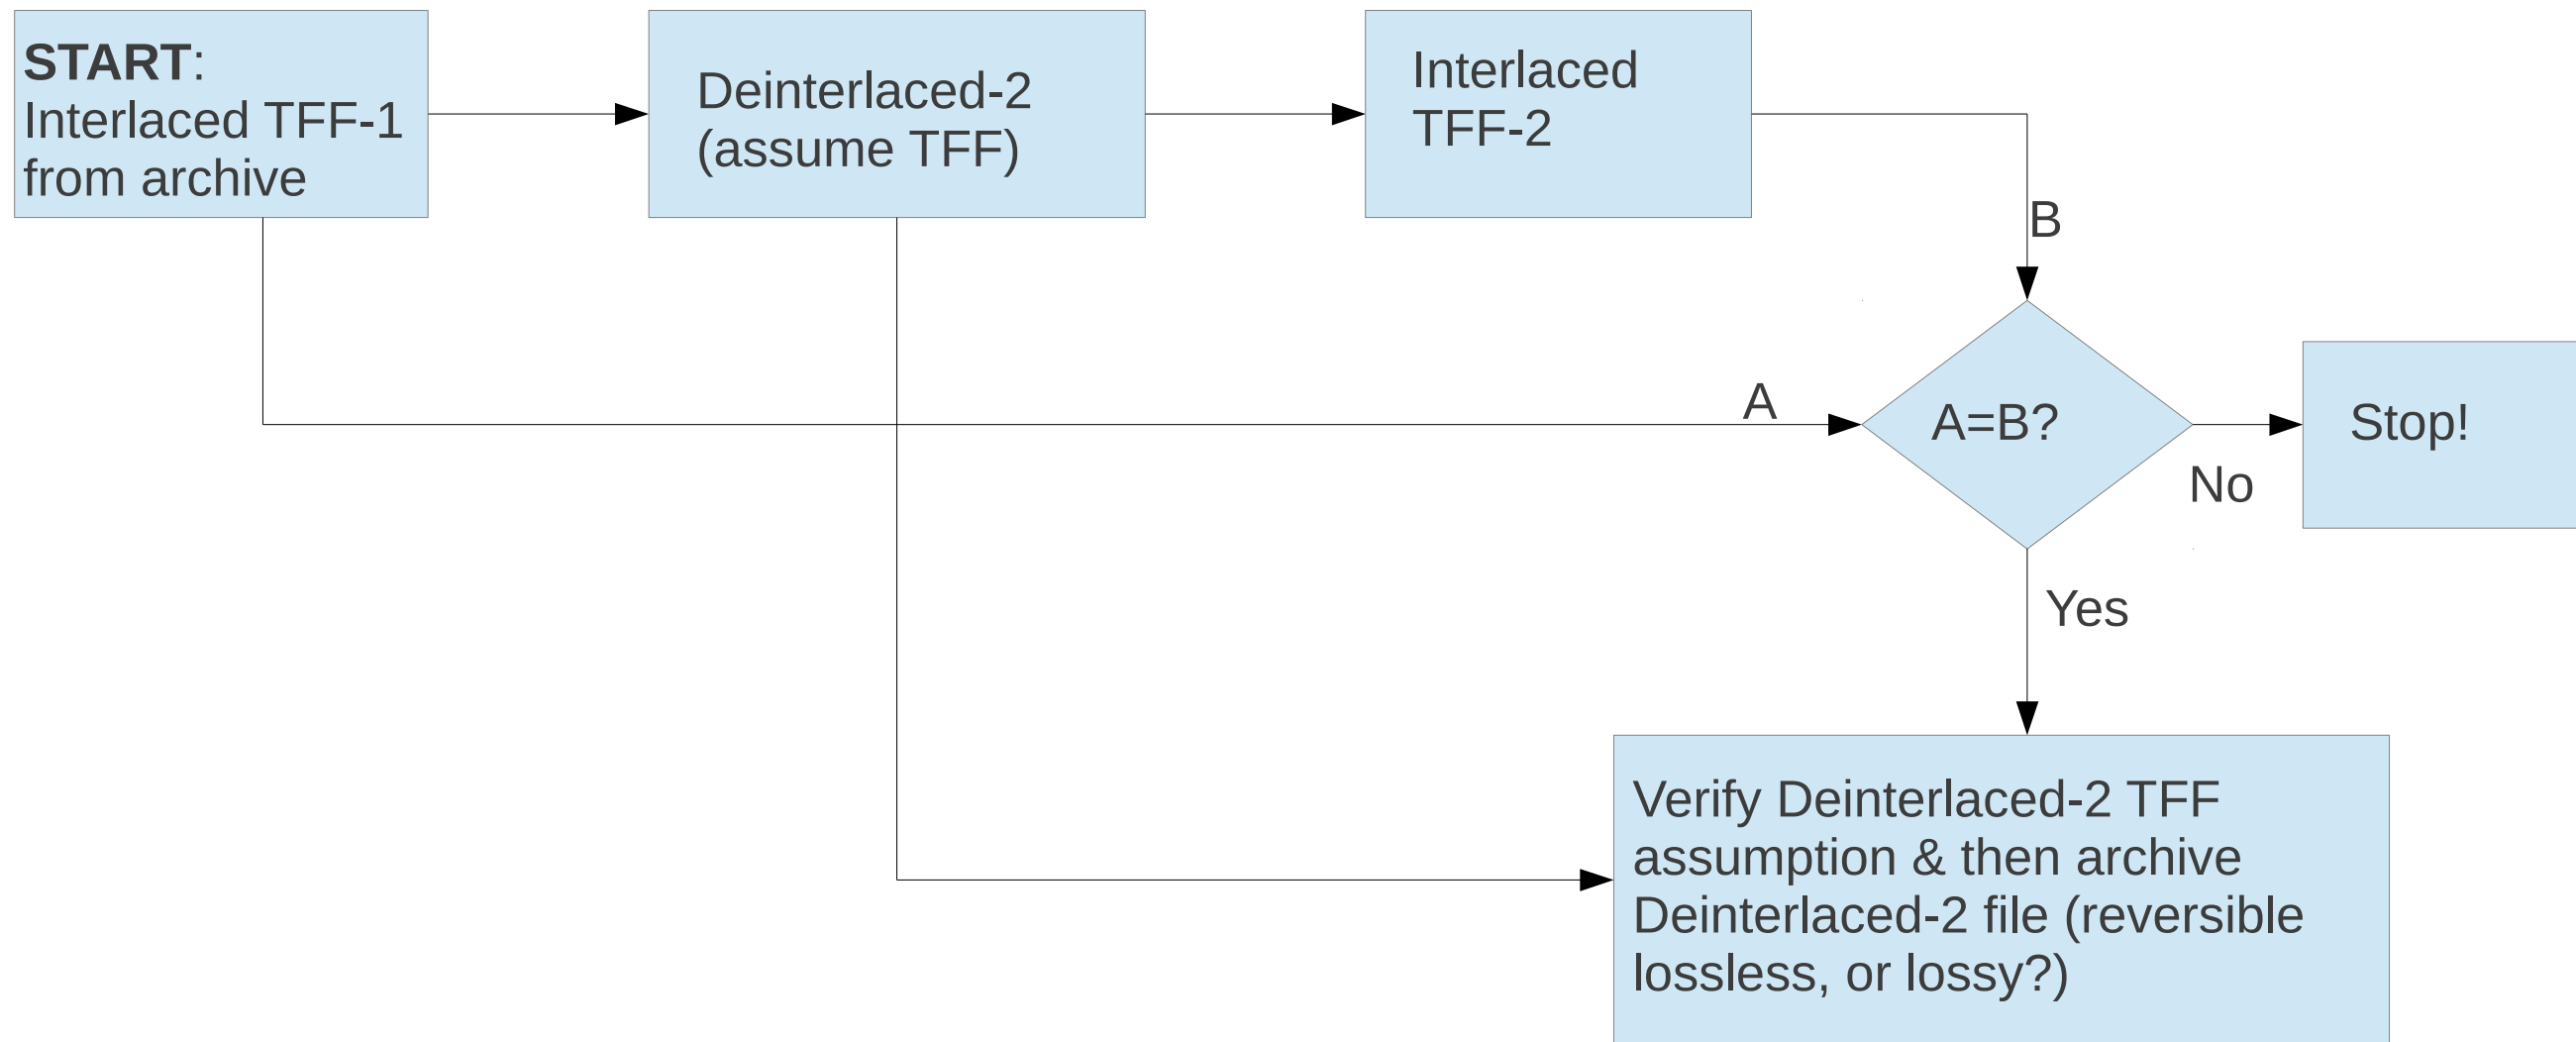 START:
Interlaced TFF-1
from archive
Deinterlaced-2
(assume TFF)
Interlaced
TFF-2
B
A
A=B?
Stop!
No
Yes
Verify Deinterlaced-2 TFF
assumption & then archive
Deinterlaced-2 file (reversible
lossless, or lossy?)